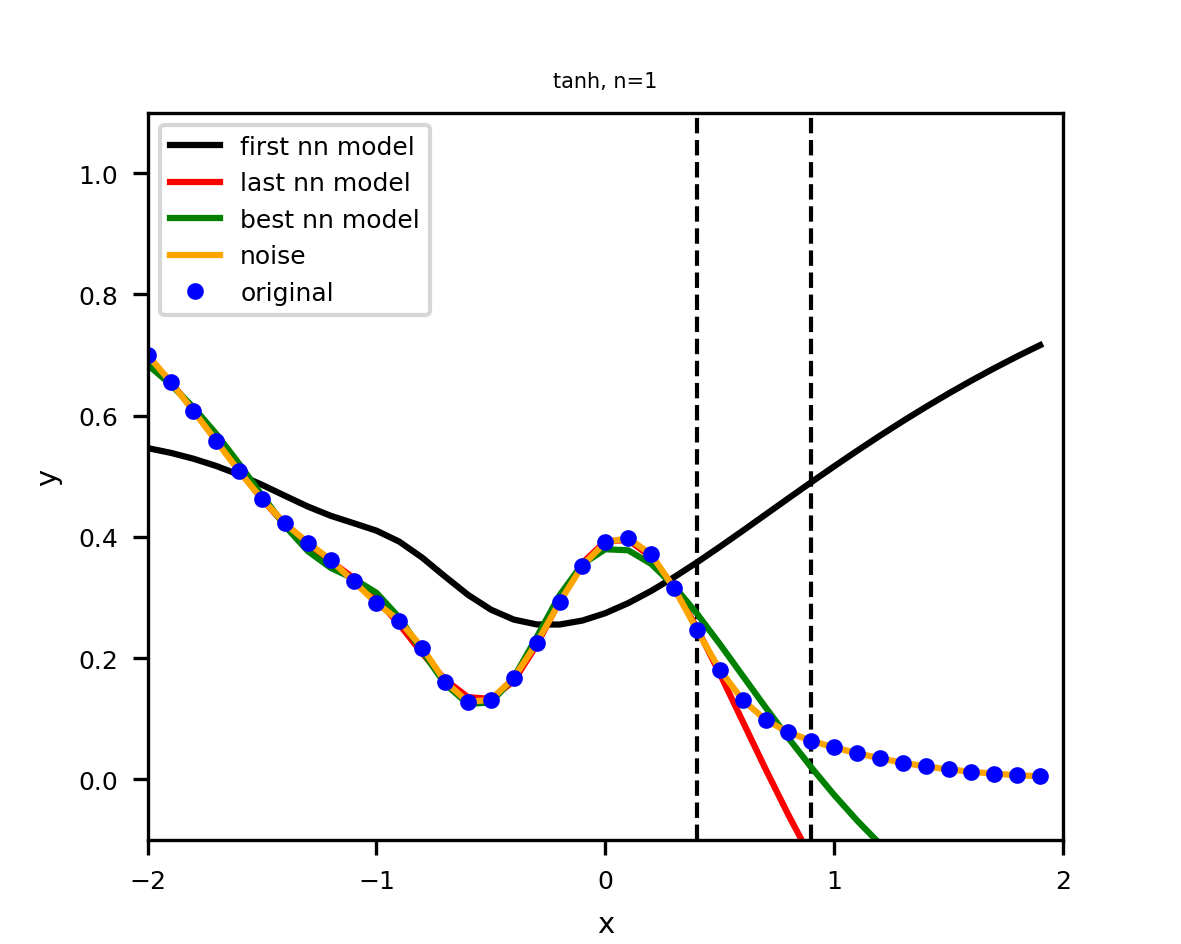 tanh, n=1
first nn model
last nn model
best nn model
noise
original
1.0
0.8
0.6
0.4
0.2
0.0
y
−2
−1
0
1
2
x